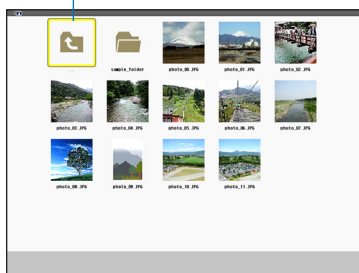 ..
sample_folder
photo_00.JPG
photo_01.JPG
photo_02.JPG
photo_03.JPG
photo_04.JPG
photo_05.JPG
photo_06.JPG
photo_07.JPG
photo_08.JPG
photo_09.JPG
photo_10.JPG
photo_11.JPG